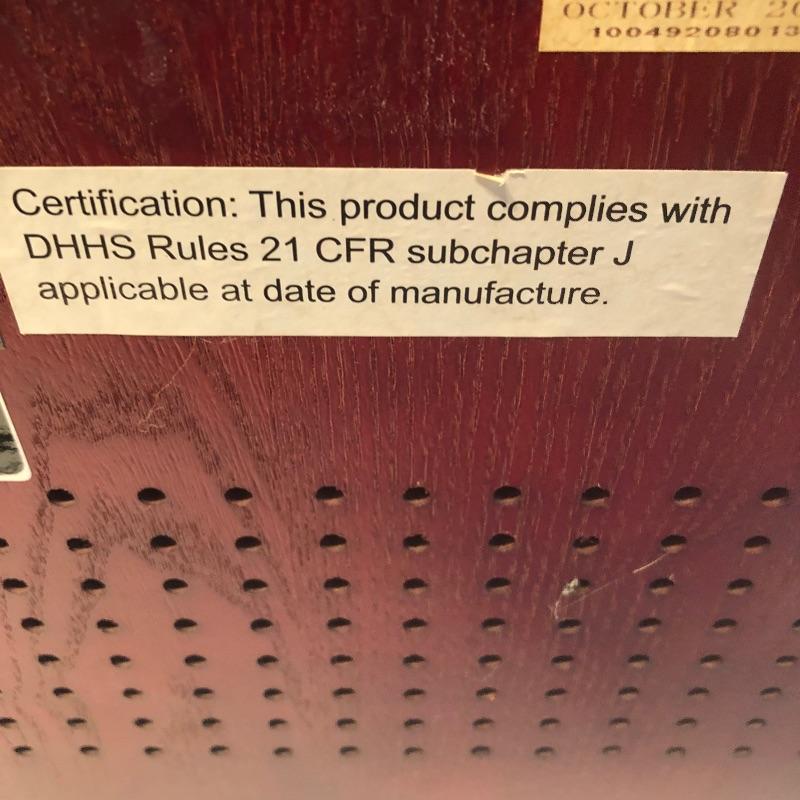 OCTOBER
10049208013
Certification: This product complies with
DHHS Rules 21 CFR subchapter J
applicable at date of manufacture.